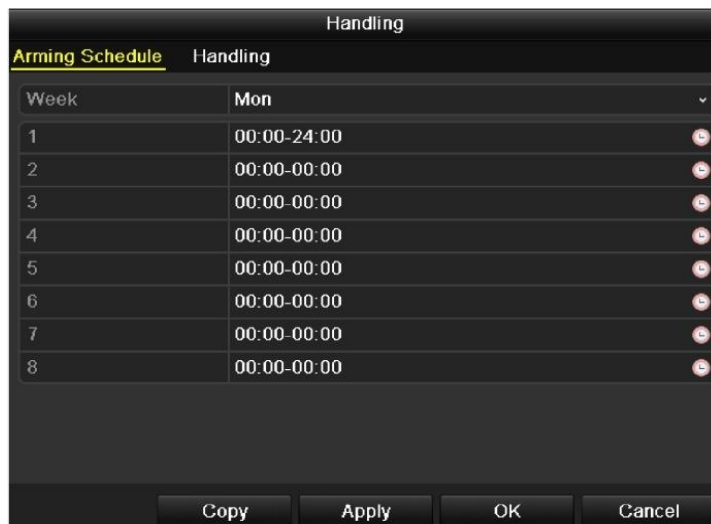 Handling
Arming Schedule Handling
Week Mon
1 00:00-24:00
2 00:00-00:00
3 00:00-00:00
4 00:00-00:00
5 00:00-00:00
6 00:00-00:00
7 00:00-00:00
8 00:00-00:00
Copy Apply OK Cancel